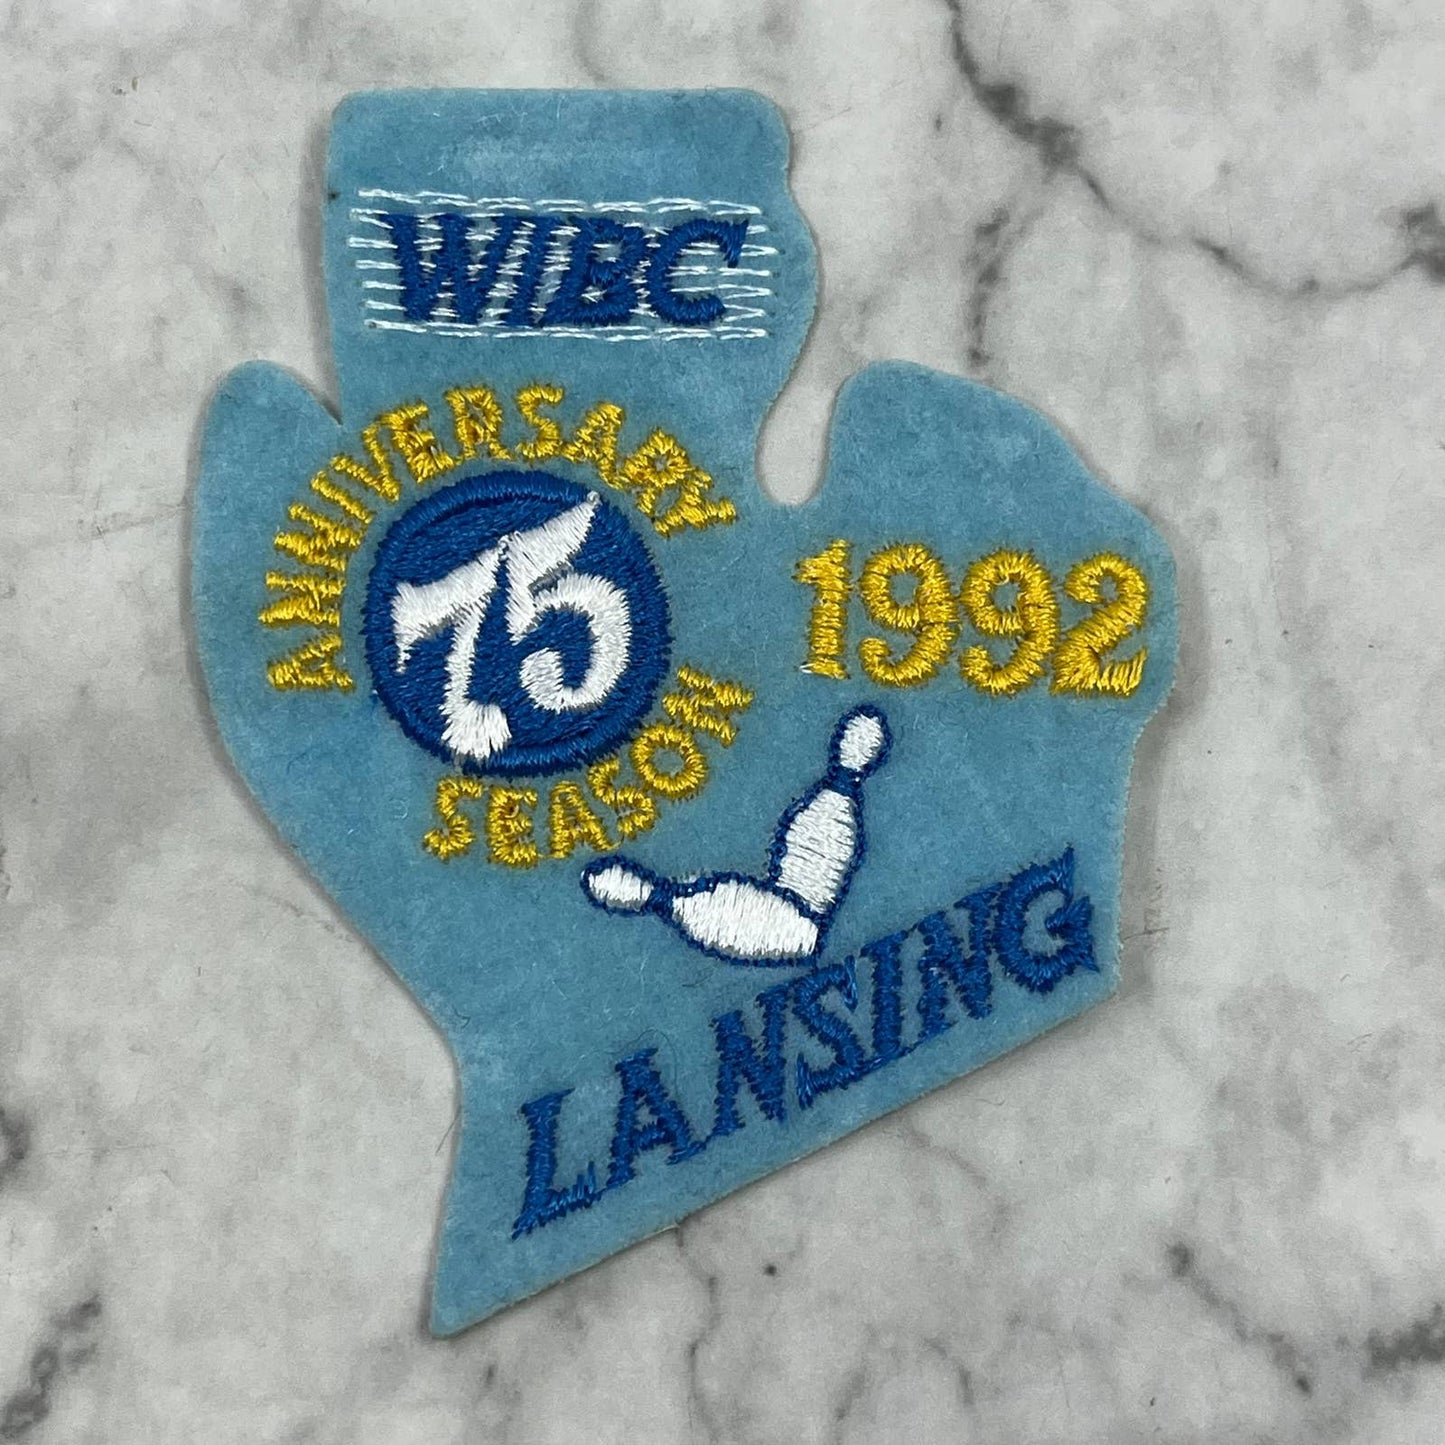 WIBC
ANNIVERSARY
75
SEASON
1992
LANSING